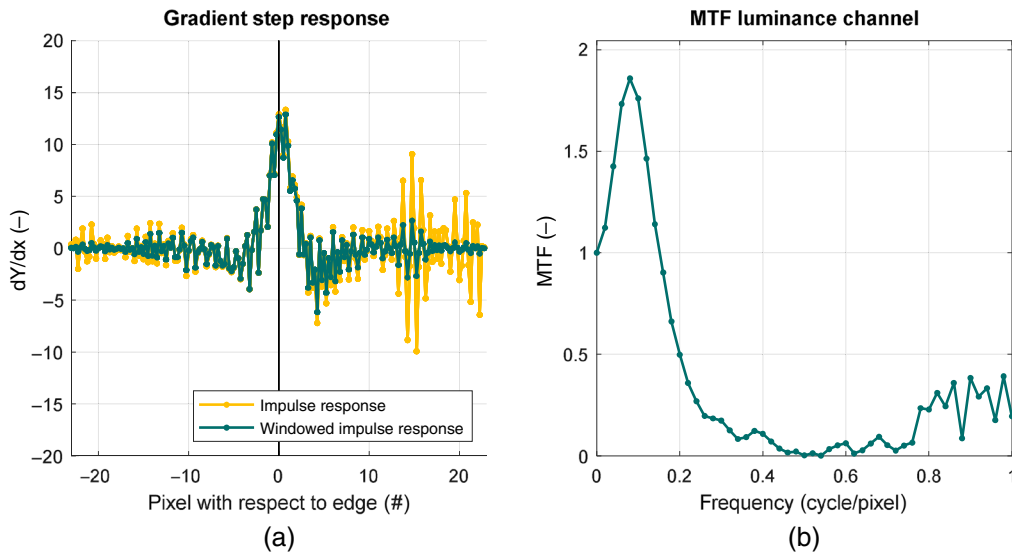 Gradient step response
20
15
10
5
0
−5
−10
−15
−20
dY/dx (−)
Impulse response
Windowed impulse response
−20 −10 0 10 20
Pixel with respect to edge (#)
(a)
MTF luminance channel
2
1.5
1
0.5
0
MTF (−)
0 0.2 0.4 0.6 0.8 1
Frequency (cycle/pixel)
(b)